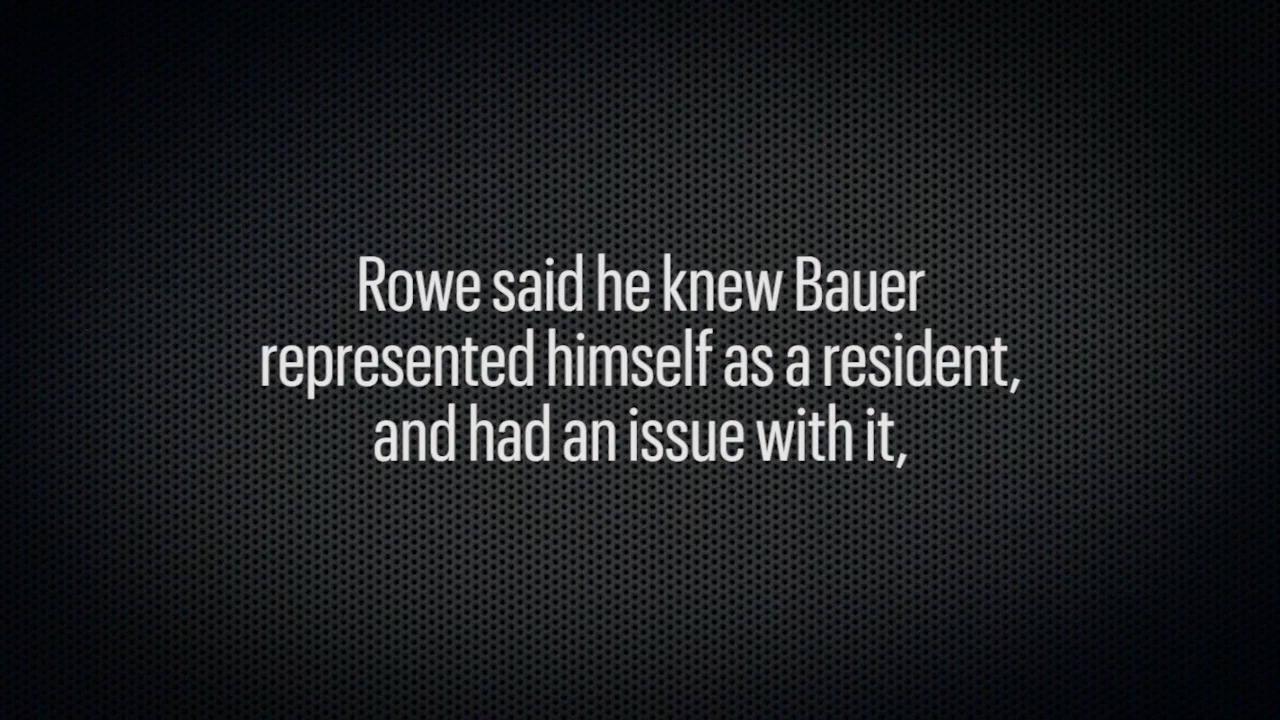 Rowe said he knew Bauer
represented himself as a resident,
and had an issue with it,